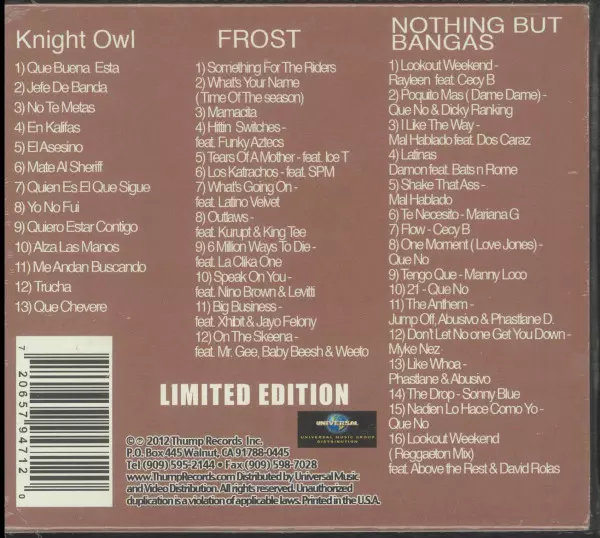 Knight Owl
1) Que Buena Esta
2) Jefe De Banda
3) No Te Metas
4) En Kalifas
5) El Asesino
6) Mate Al Sheriff
7) Quien Es El Que Sigue
8) Yo No Fui
9) Quiero Estar Contigo
10) Alza Las Manos
11) Me Andan Buscando
12) Trucha
13) Que Chevere
FROST
1) Something For The Riders
2) What's Your Name
( Time Of The season)
3) Mamacita
4) Hittin Switches -
feat. Funky Aztecs
5) Tears Of A Mother - feat. Ice T
6) Los Katrachos - feat. SPM
7) What's Going On -
feat. Latino Velvet
8) Outlaws -
feat. Kurupt & King Tee
9) 6 Million Ways To Die -
feat. La Clika One
10) Speak On You -
feat. Nino Brown & Levitti
11) Big Business -
feat. Xhibit & Jayo Felony
12) On The Skeena -
feat. Mr. Gee, Baby Beesh & Weeto
NOTHING BUT
BANGAS
1) Lookout Weekend -
Rayleen feat. Cecy B
2) Poquito Mas ( Dame Dame) -
Que No & Dicky Ranking
3) I Like The Way -
Mal Hablado feat. Dos Caraz
4) Latinas
Damon feat. Bats n Rome
5) Shake That Ass -
Mal Hablado
6) Te Necesito - Mariana G
7) Flow - Cecy B
8) One Moment ( Love Jones) -
Que No
9) Tengo Que - Manny Loco
10) 21 - Que No
11) The Anthem -
Jump Off, Abusivo & Phastlane D.
12) Don't Let No one Get You Down -
Myke Nez
13) Like Whoa -
Phastlane & Abusivo
14) The Drop - Sonny Blue
15) Nadien Lo Hace Como Yo -
Que No
16) Lookout Weekend
( Reggaeton Mix)
feat. Above the Rest & David Rolas
7 20657 94712 0
LIMITED EDITION
UNIVERSAL
UNIVERSAL MUSIC GROUP
DISTRIBUTION
℗ © 2012 Thump Records, Inc.
P.O. Box 445 Walnut, CA 91788-0445
Tel (909) 595-2144 • Fax (909) 598-7028
www.ThumpRecords.com Distributed by Universal Music
and Video Distribution. All rights reserved. Unauthorized
duplication is a violation of applicable laws. Printed in the U.S.A.